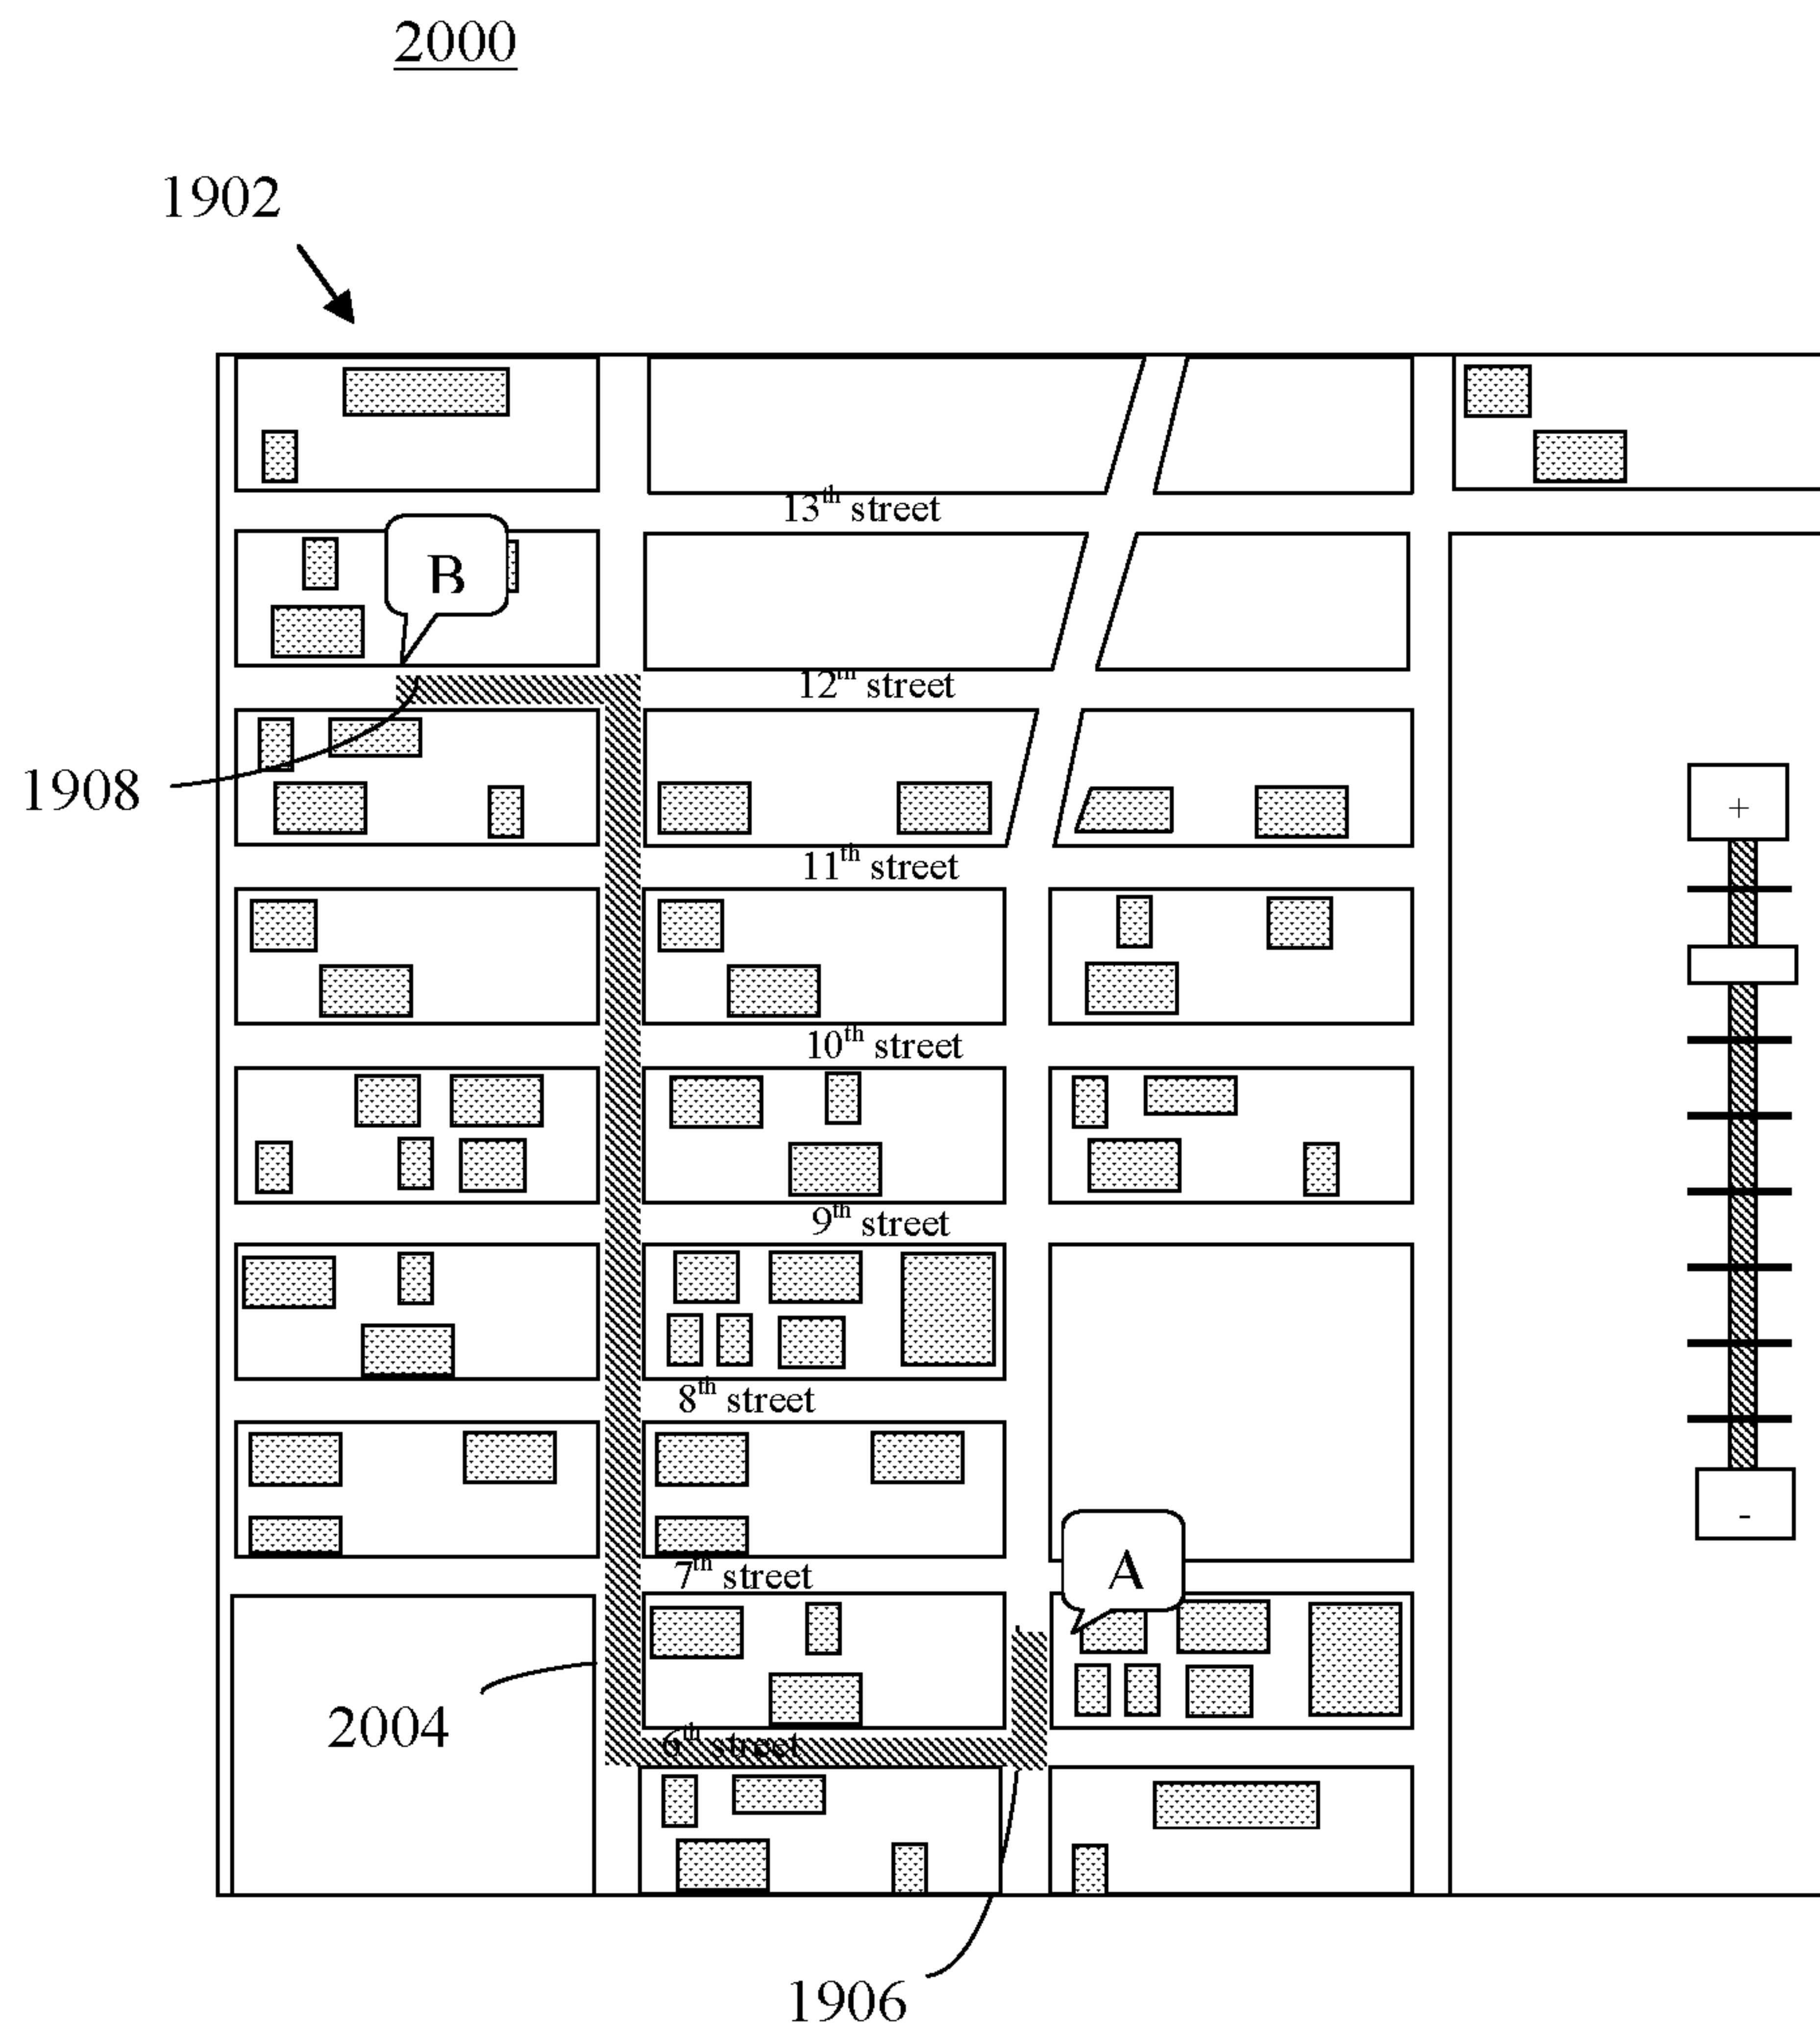 2000
1902
13th street
B
12th street
1908
+
11th street
10th street
9th street
8th street
-
A
7th street
2004
6th street
1906